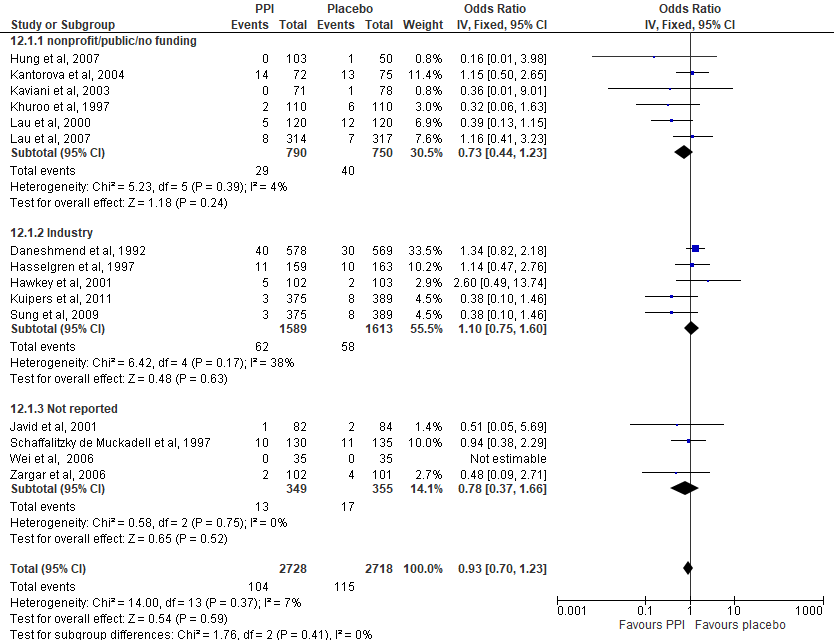 PPI Placebo Odds Ratio Odds Ratio
Study or Subgroup Events Total Events Total Weight IV, Fixed, 95% CI IV, Fixed, 95% CI
12.1.1 nonprofit/public/no funding
Hung et al, 2007 0 103 1 50 0.8% 0.16 [0.01, 3.98]
Kantorova et al, 2004 14 72 13 75 11.4% 1.15 [0.50, 2.65]
Kaviani et al, 2003 0 71 1 78 0.8% 0.36 [0.01, 9.01]
Khuroo et al, 1997 2 110 6 110 3.0% 0.32 [0.06, 1.63]
Lau et al, 2000 5 120 12 120 6.9% 0.39 [0.13, 1.15]
Lau et al, 2007 8 314 7 317 7.6% 1.16 [0.41, 3.23]
Subtotal (95% CI) 790 750 30.5% 0.73 [0.44, 1.23]
Total events 29 40
Heterogeneity: Chi² = 5.23, df = 5 (P = 0.39); I² = 4%
Test for overall effect: Z = 1.18 (P = 0.24)
12.1.2 Industry
Daneshmend et al, 1992 40 578 30 569 33.5% 1.34 [0.82, 2.18]
Hasselgren et al, 1997 11 159 10 163 10.2% 1.14 [0.47, 2.76]
Hawkey et al, 2001 5 102 2 103 2.9% 2.60 [0.49, 13.74]
Kuipers et al, 2011 3 375 8 389 4.5% 0.38 [0.10, 1.46]
Sung et al, 2009 3 375 8 389 4.5% 0.38 [0.10, 1.46]
Subtotal (95% CI) 1589 1613 55.5% 1.10 [0.75, 1.60]
Total events 62 58
Heterogeneity: Chi² = 6.42, df = 4 (P = 0.17); I² = 38%
Test for overall effect: Z = 0.48 (P = 0.63)
12.1.3 Not reported
Javid et al, 2001 1 82 2 84 1.4% 0.51 [0.05, 5.69]
Schaffalitzky de Muckadell et al, 1997 10 130 11 135 10.0% 0.94 [0.38, 2.29]
Wei et al, 2006 0 35 0 35 Not estimable
Zargar et al, 2006 2 102 4 101 2.7% 0.48 [0.09, 2.71]
Subtotal (95% CI) 349 355 14.1% 0.78 [0.37, 1.66]
Total events 13 17
Heterogeneity: Chi² = 0.58, df = 2 (P = 0.75); I² = 0%
Test for overall effect: Z = 0.65 (P = 0.52)
Total (95% CI) 2728 2718 100.0% 0.93 [0.70, 1.23]
Total events 104 115
Heterogeneity: Chi² = 14.00, df = 13 (P = 0.37); I² = 7%
Test for overall effect: Z = 0.54 (P = 0.59)
Test for subgroup differences: Chi² = 1.76, df = 2 (P = 0.41), I² = 0%
0.001 0.1 1 10 1000
Favours PPI Favours placebo